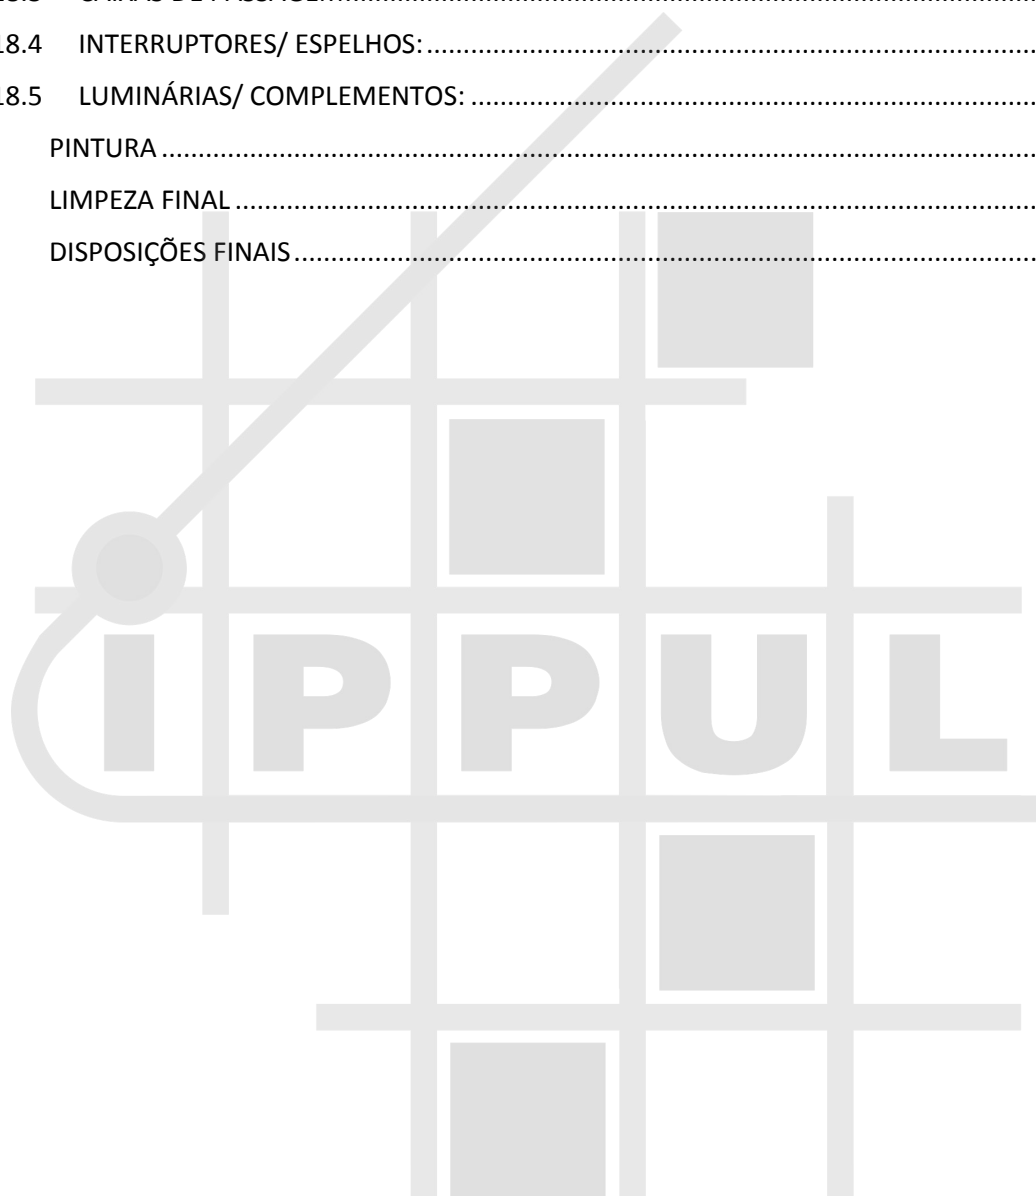 18.4 INTERRUPTORES/ ESPELHOS:
18.5 LUMINÁRIAS/ COMPLEMENTOS:
PINTURA
LIMPEZA FINAL
DISPOSIÇÕES FINAIS
IPPUL